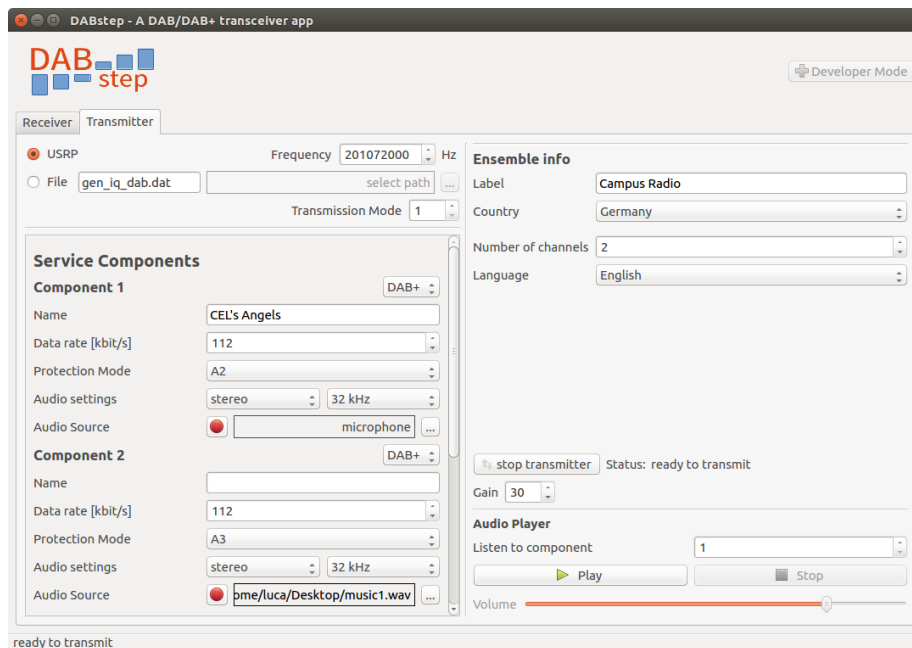 DABstep - A DAB/DAB+ transceiver app
DAB
step
Developer Mode
Receiver Transmitter
USRP Frequency 201072000 Hz
File gen_iq_dab.dat select path ...
Transmission Mode 1
Service Components
Component 1 DAB+
Name CEL's Angels
Data rate [kbit/s] 112
Protection Mode A2
Audio settings stereo 32 kHz
Audio Source microphone ...
Component 2 DAB+
Name
Data rate [kbit/s] 112
Protection Mode A3
Audio settings stereo 32 kHz
Audio Source ome/luca/Desktop/music1.wav ...
Ensemble info
Label Campus Radio
Country Germany
Number of channels 2
Language English
stop transmitter Status: ready to transmit
Gain 30
Audio Player
Listen to component 1
Play Stop
Volume
ready to transmit